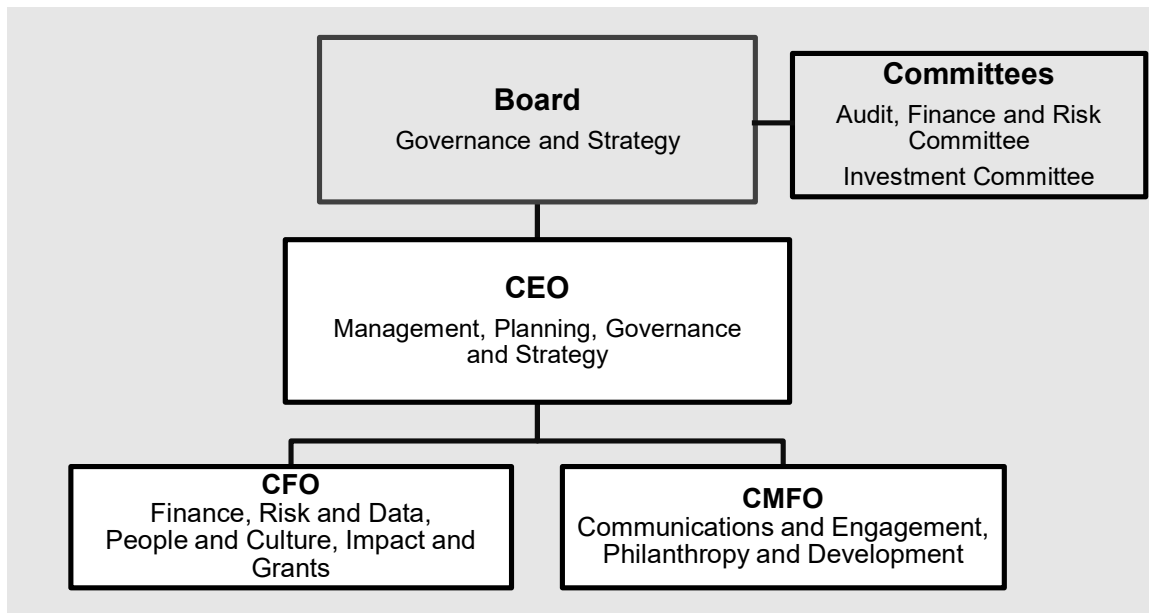 Board
Governance and Strategy
Committees
Audit, Finance and Risk
Committee
Investment Committee
CEO
Management, Planning, Governance
and Strategy
CFO
Finance, Risk and Data,
People and Culture, Impact and
Grants
CMFO
Communications and Engagement,
Philanthropy and Development